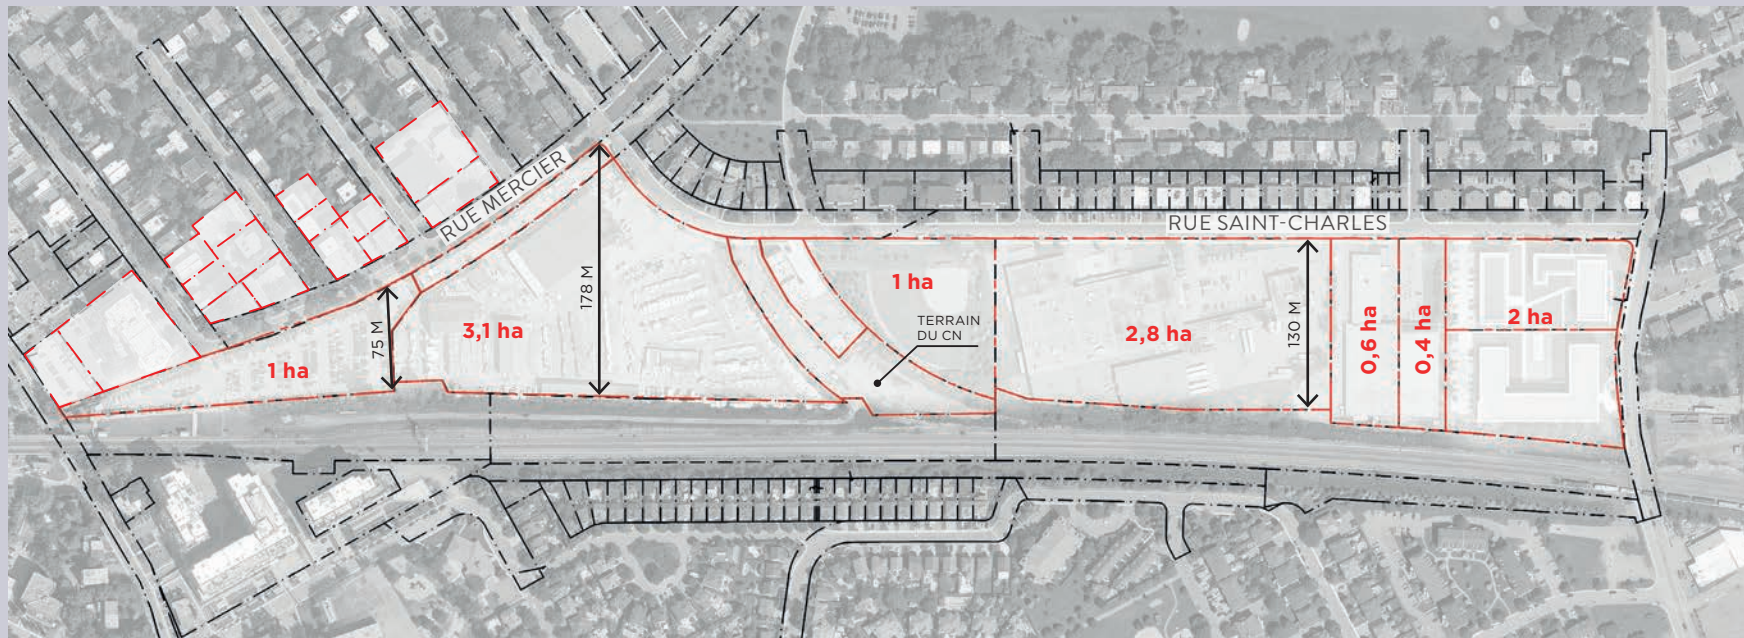 RUE MERCIER
RUE SAINT-CHARLES
178 M
1 ha
130 M
TERRAIN
DU CN
75 M
3,1 ha
2,8 ha
0,6 ha
0,4 ha
2 ha
1 ha